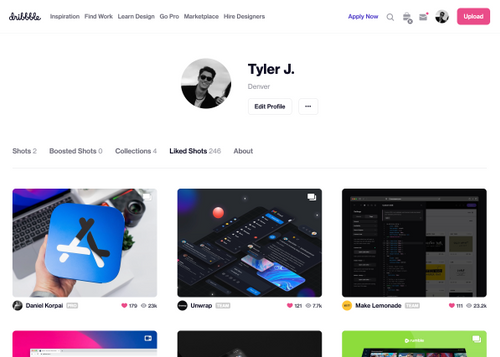 dribbble Inspiration Find Work Learn Design Go Pro Marketplace Hire Designers Apply Now Upload
Tyler J.
Denver
Edit Profile
Shots 2 Boosted Shots 0 Collections 4 Liked Shots 246 About
Daniel Korpai PRO 179 23k
Unwrap TEAM 121 7.7k
Make Lemonade TEAM 111 23.2k